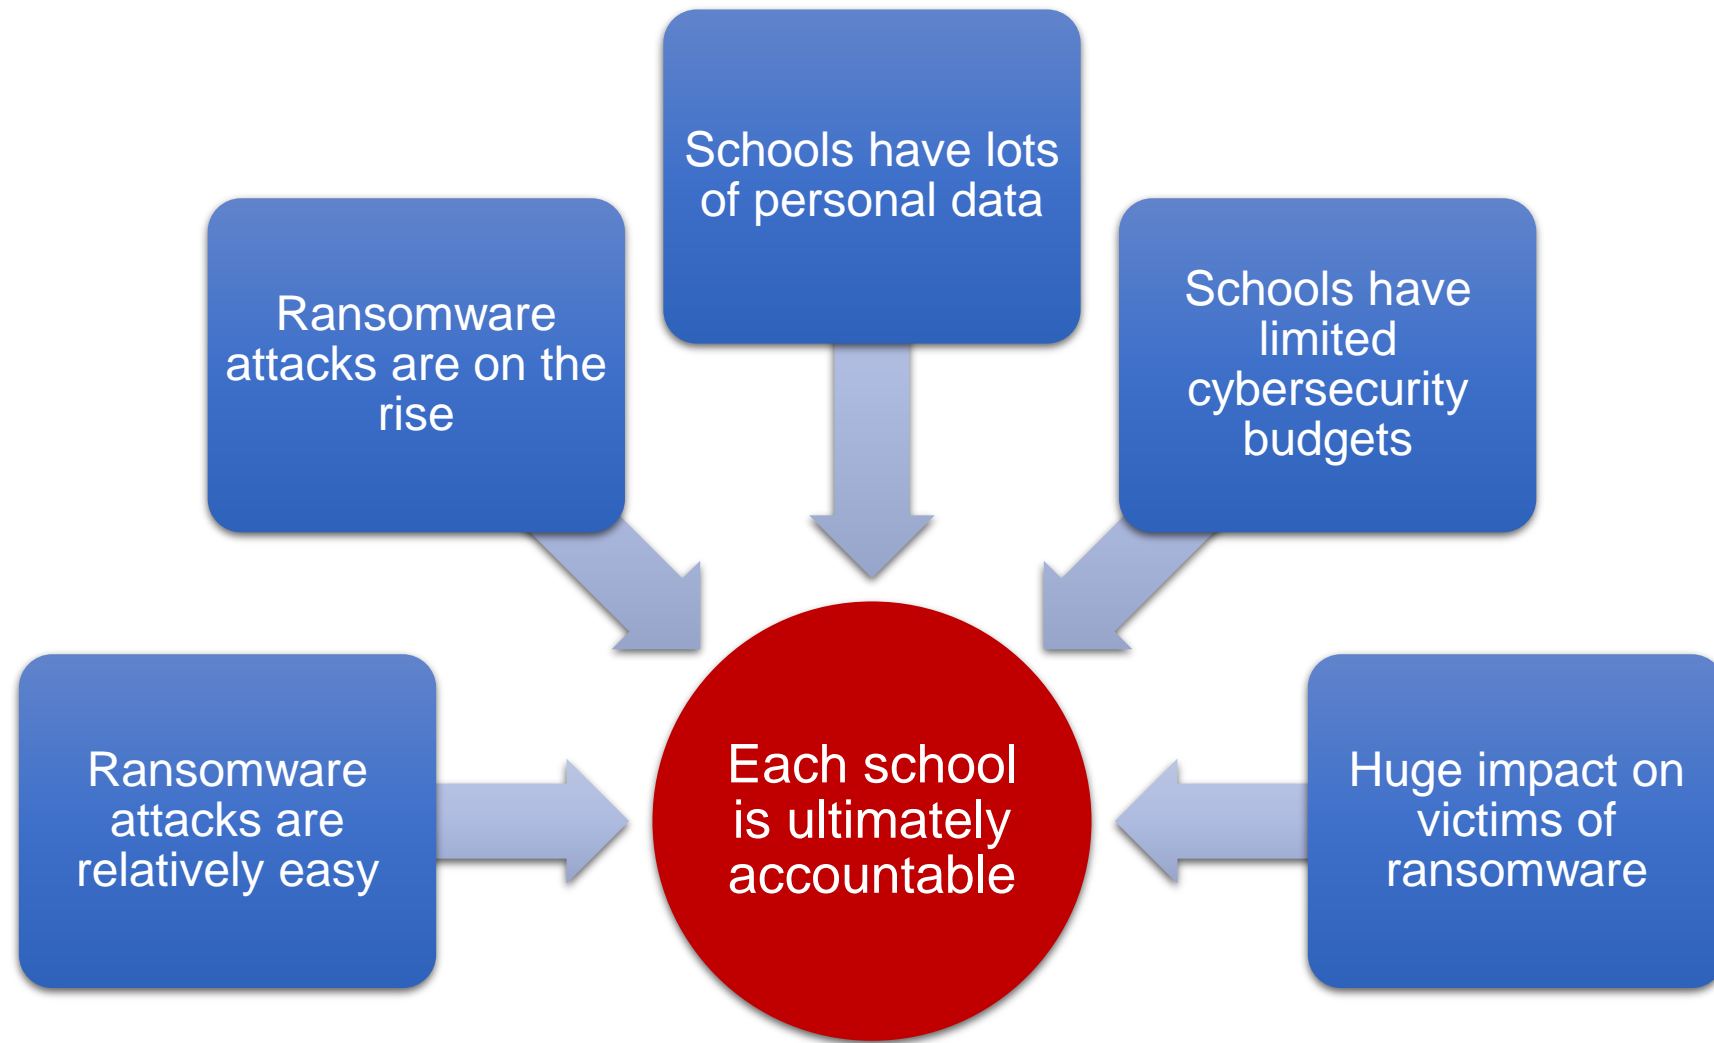 Schools have lots
of personal data
Ransomware
attacks are on the
rise
Schools have
limited
cybersecurity
budgets
Ransomware
attacks are
relatively easy
Each school
is ultimately
accountable
Huge impact on
victims of
ransomware